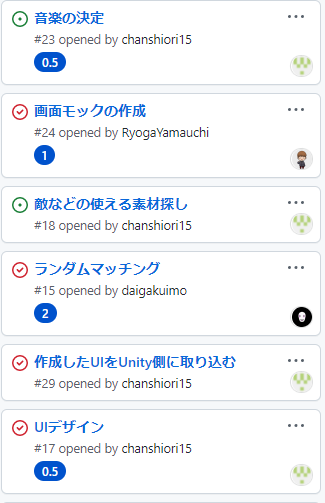 音楽の決定
#23 opened by chanshiori15
0.5
画面モックの作成
#24 opened by RyogaYamauchi
1
敵などの使える素材探し
#18 opened by chanshiori15
ランダムマッチング
#15 opened by daigakuimo
2
作成したUIをUnity側に取り込む
#29 opened by chanshiori15
UIデザイン
#17 opened by chanshiori15
0.5